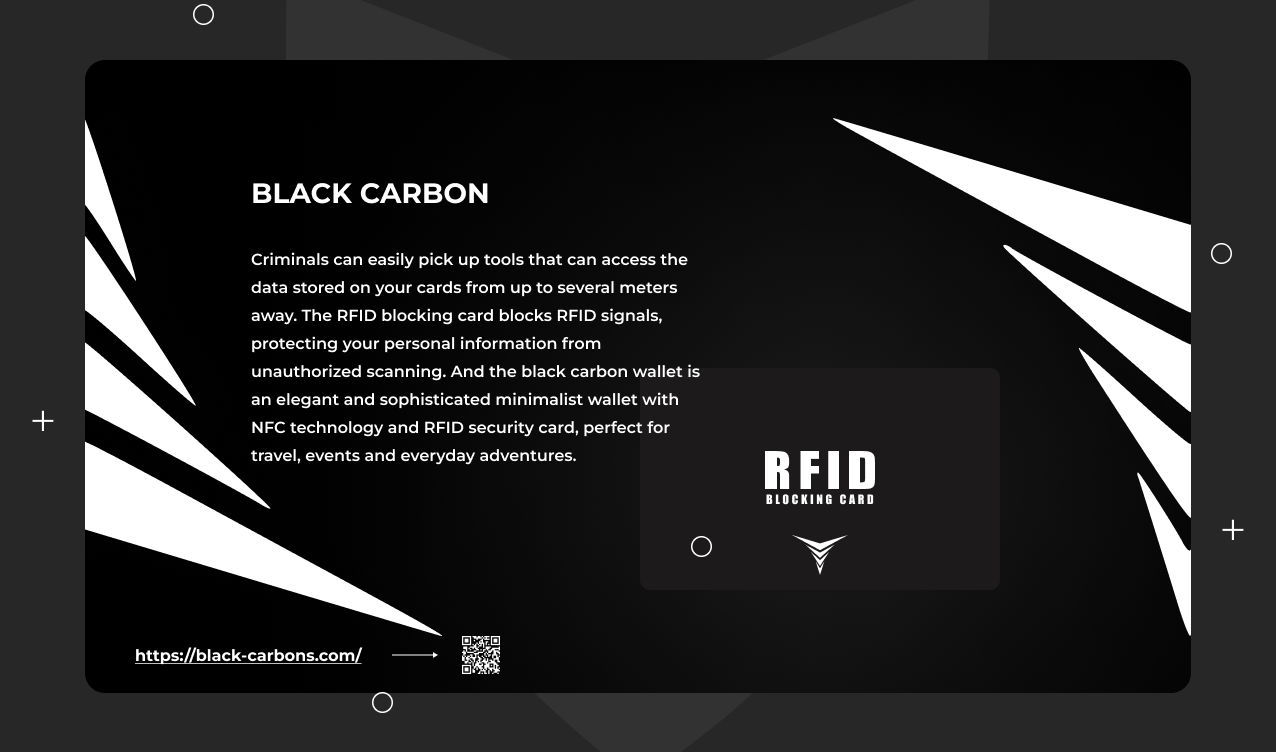 BLACK CARBON
Criminals can easily pick up tools that can access the
data stored on your cards from up to several meters
away. The RFID blocking card blocks RFID signals,
protecting your personal information from
unauthorized scanning. And the black carbon wallet is
an elegant and sophisticated minimalist wallet with
NFC technology and RFID security card, perfect for
travel, events and everyday adventures.
RFID
BLOCKING CARD
https://black-carbons.com/